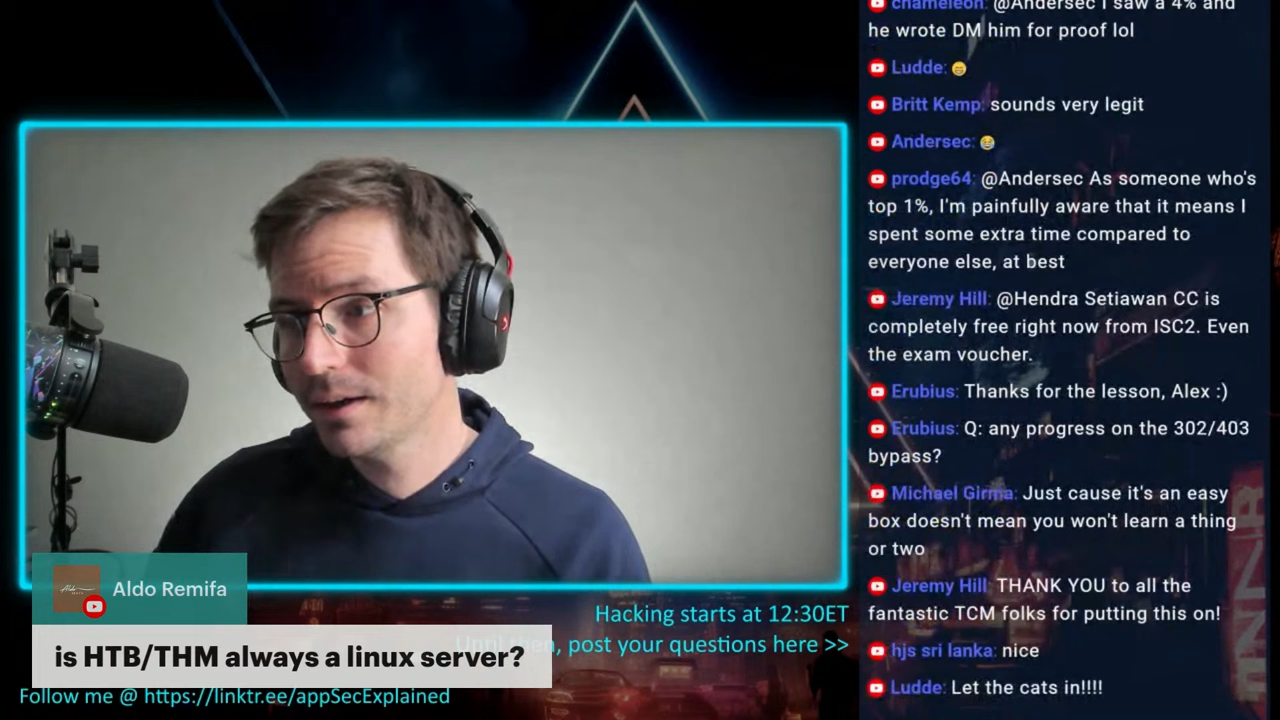 chameleon: @Andersec I saw a 4% and
he wrote DM him for proof lol
Ludde: 😁
Britt Kemp: sounds very legit
Andersec: 😂
prodge64: @Andersec As someone who's
top 1%, I'm painfully aware that it means I
spent some extra time compared to
everyone else, at best
Jeremy Hill: @Hendra Setiawan CC is
completely free right now from ISC2. Even
the exam voucher.
Erubius: Thanks for the lesson, Alex :)
Erubius: Q: any progress on the 302/403
bypass?
Michael Girma: Just cause it's an easy
box doesn't mean you won't learn a thing
or two
Jeremy Hill: THANK YOU to all the
fantastic TCM folks for putting this on!
hjs sri lanka: nice
Ludde: Let the cats in!!!!
Aldo Remifa
is HTB/THM always a linux server?
Hacking starts at 12:30ET
Until then, post your questions here >>
Follow me @ https://linktr.ee/appSecExplained